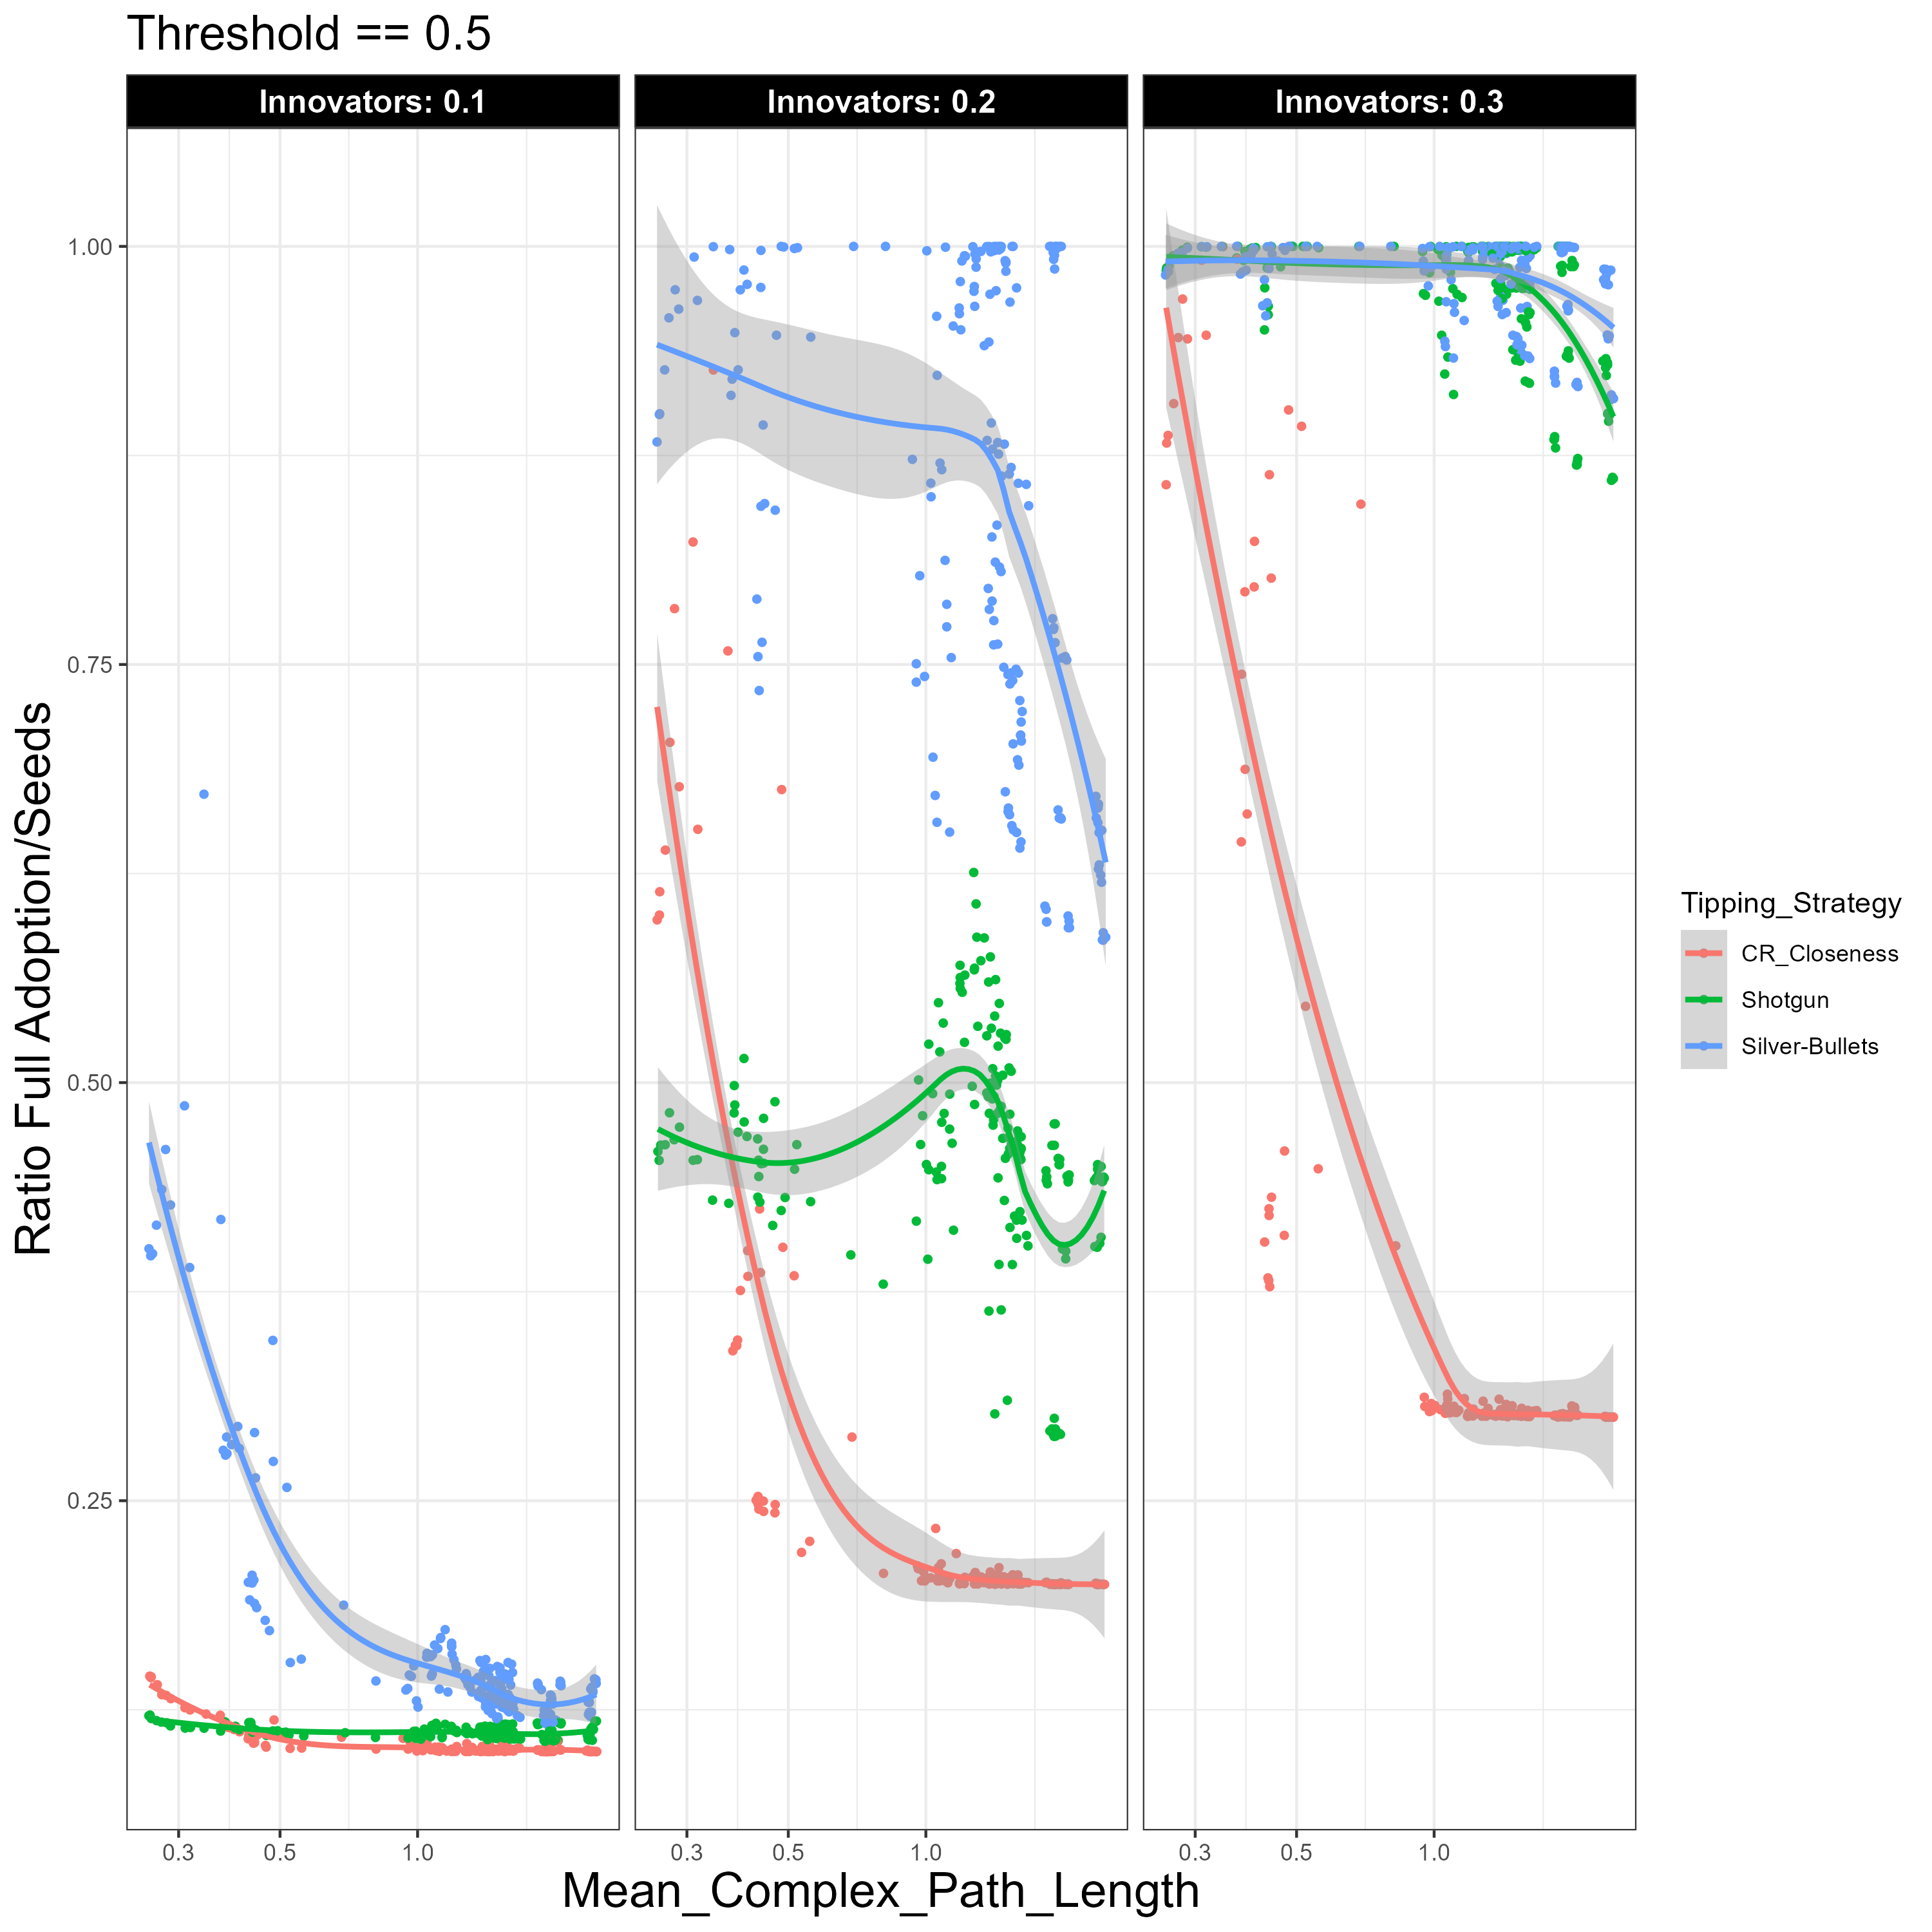 Threshold == 0.5
Innovators: 0.1
Innovators: 0.2
Innovators: 0.3
1.00
0.75
0.50
0.25
Ratio Full Adoption/Seeds
0.3 0.5 1.0
0.3 0.5 1.0
0.3 0.5 1.0
Mean_Complex_Path_Length
Tipping_Strategy
CR_Closeness
Shotgun
Silver-Bullets